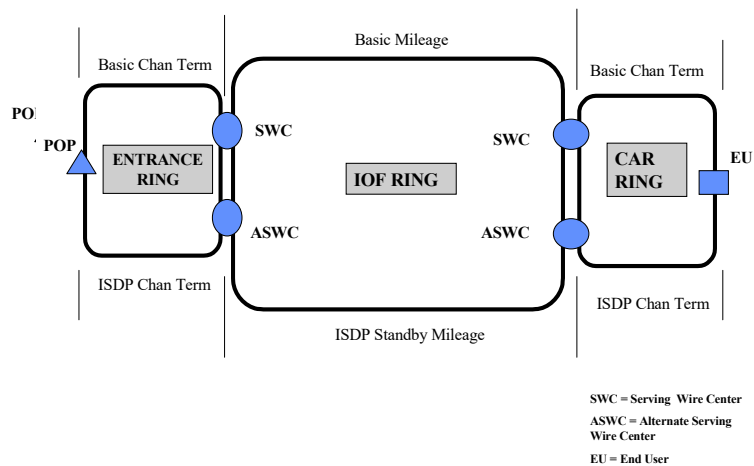 Basic Mileage
Basic Chan Term
Basic Chan Term
POP
SWC
SWC
ENTRANCE
RING
IOF RING
CAR
RING
EU
ASWC
ASWC
ISDP Chan Term
ISDP Chan Term
ISDP Standby Mileage
SWC = Serving Wire Center
ASWC = Alternate Serving
Wire Center
EU = End User